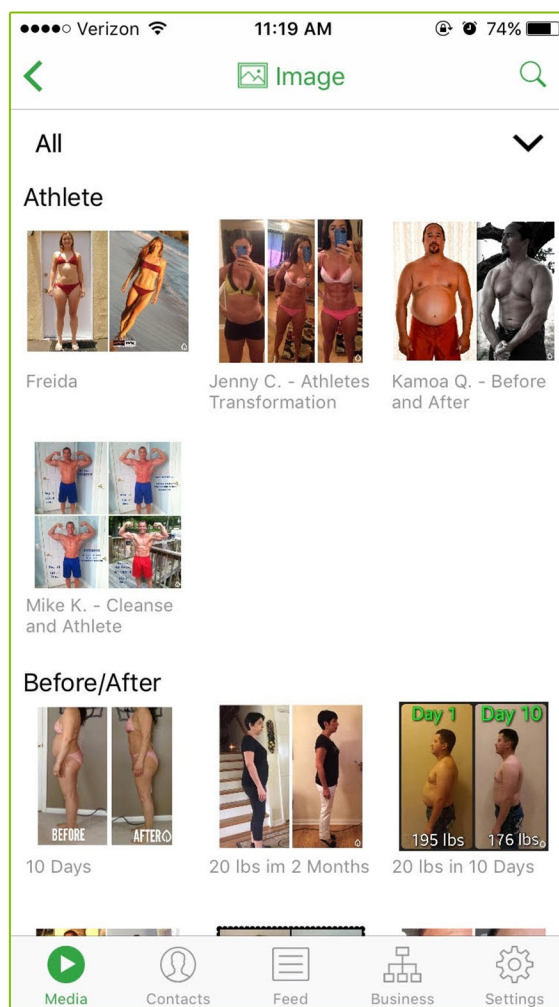 Verizon 11:19 AM 74%
Image
All
Athlete
Freida
Jenny C. - Athletes
Transformation
Kamoa Q. - Before
and After
Mike K. - Cleanse
and Athlete
Before/After
BEFORE AFTER
10 Days
20 lbs im 2 Months
Day 1 Day 10
195 lbs 176 lbs
20 lbs in 10 Days
Media Contacts Feed Business Settings